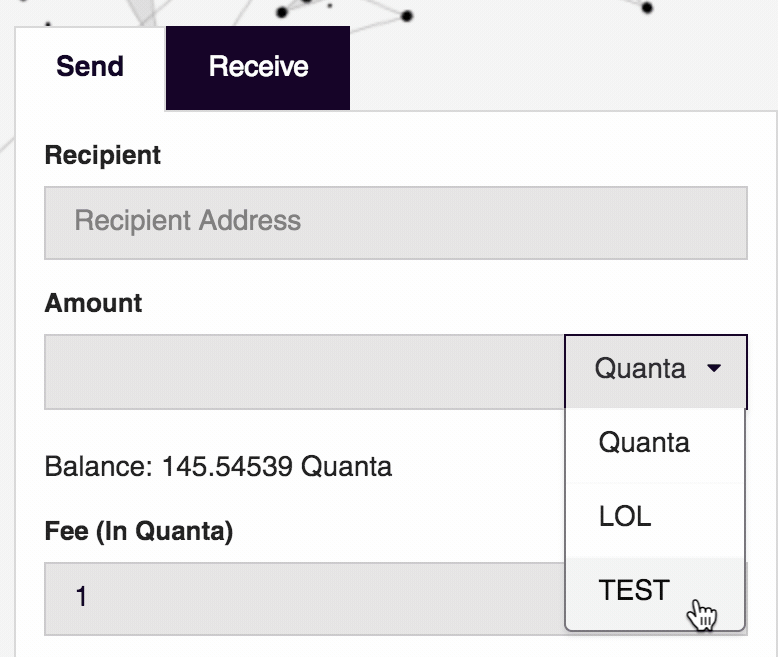 Send
Receive
Recipient
Recipient Address
Amount
Quanta
Quanta
Balance: 145.54539 Quanta
LOL
Fee (In Quanta)
1
TEST